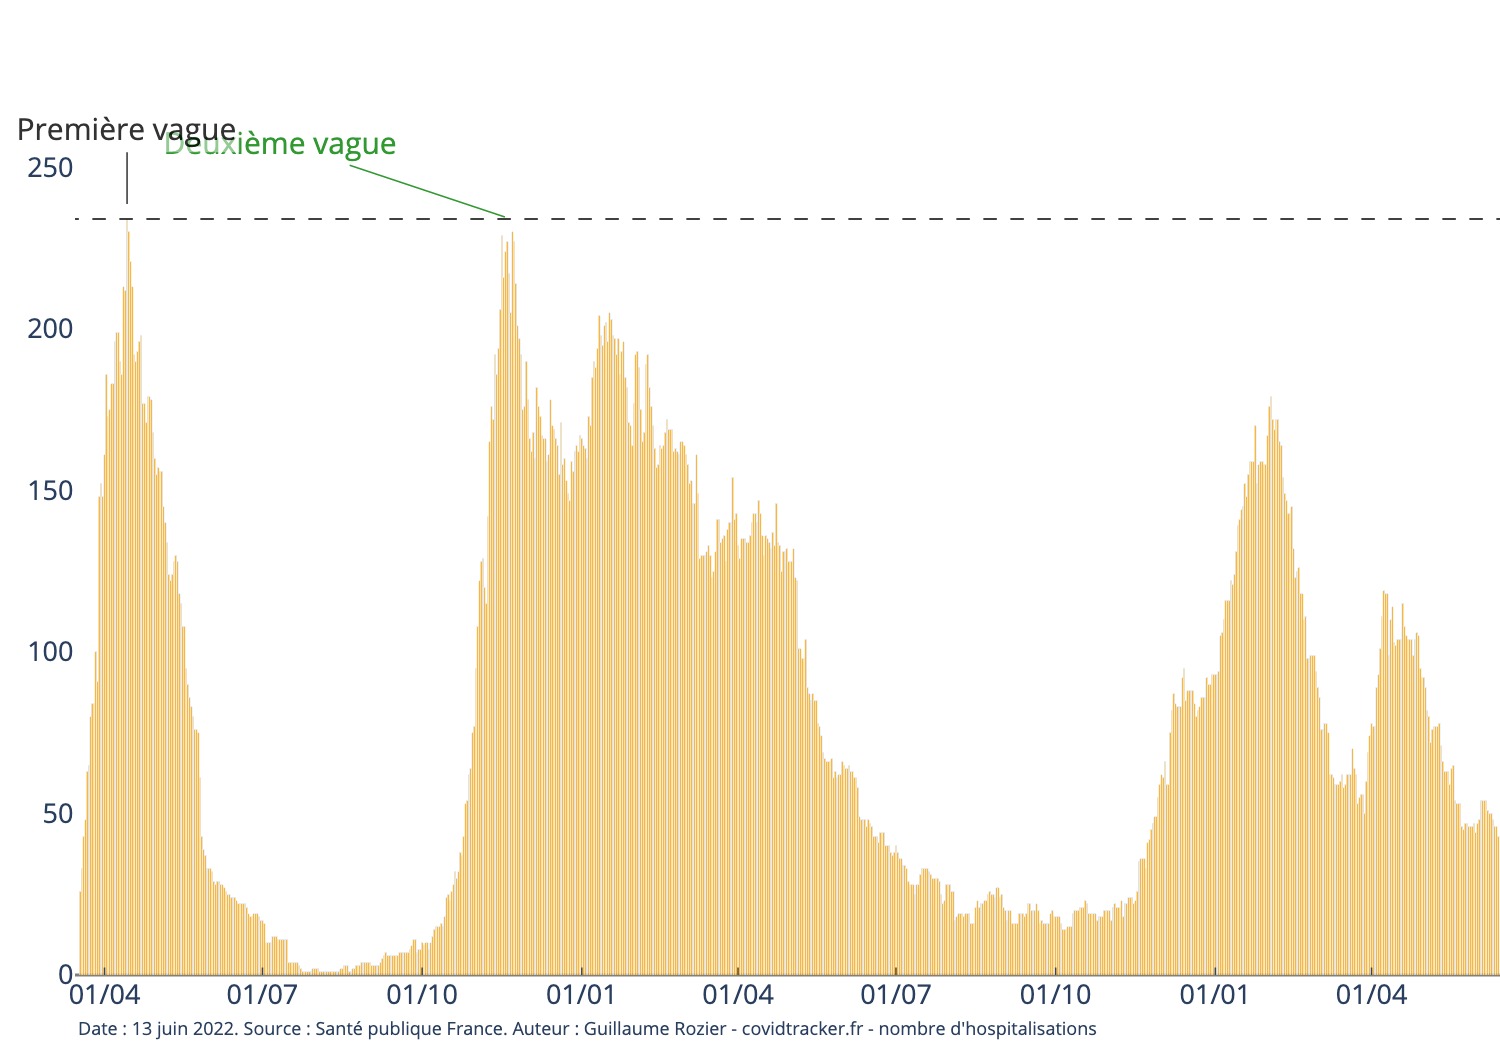 Première vague
Deuxième vague
250
200
150
100
50
0
01/04 01/07 01/10 01/01 01/04 01/07 01/10 01/01 01/04
Date : 13 juin 2022. Source : Santé publique France. Auteur : Guillaume Rozier - covidtracker.fr - nombre d'hospitalisations